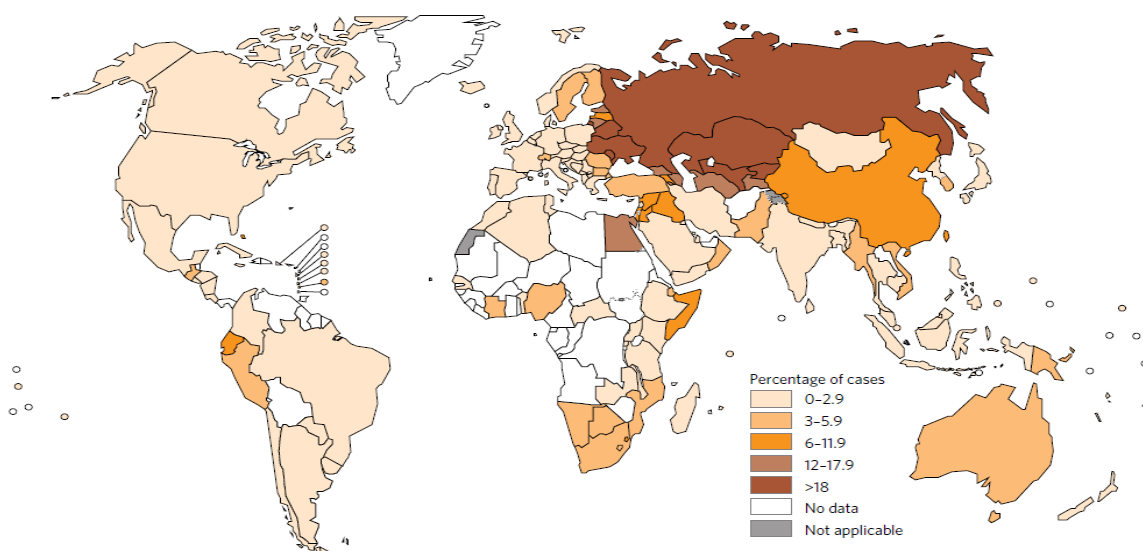 Percentage of cases
0–2.9
3–5.9
6–11.9
12–17.9
>18
No data
Not applicable